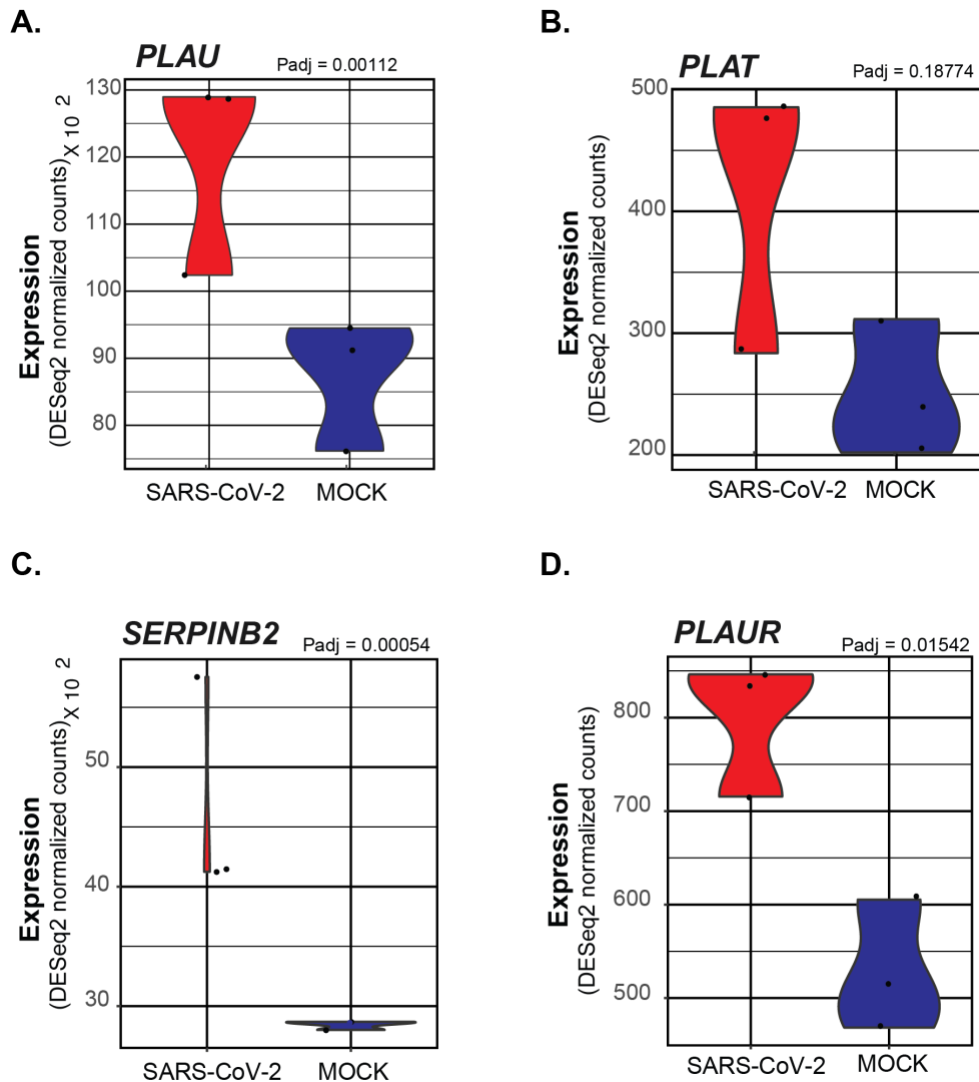 A.
PLAU
Padj = 0.00112
Expression
(DESeq2 normalized counts) X 10 2
130
120
110
100
90
80
SARS-CoV-2
MOCK
B.
PLAT
Padj = 0.18774
Expression
(DESeq2 normalized counts)
500
400
300
200
SARS-CoV-2
MOCK
C.
SERPINB2
Padj = 0.00054
Expression
(DESeq2 normalized counts) X 10 2
50
40
30
SARS-CoV-2
MOCK
D.
PLAUR
Padj = 0.01542
Expression
(DESeq2 normalized counts)
800
700
600
500
SARS-CoV-2
MOCK